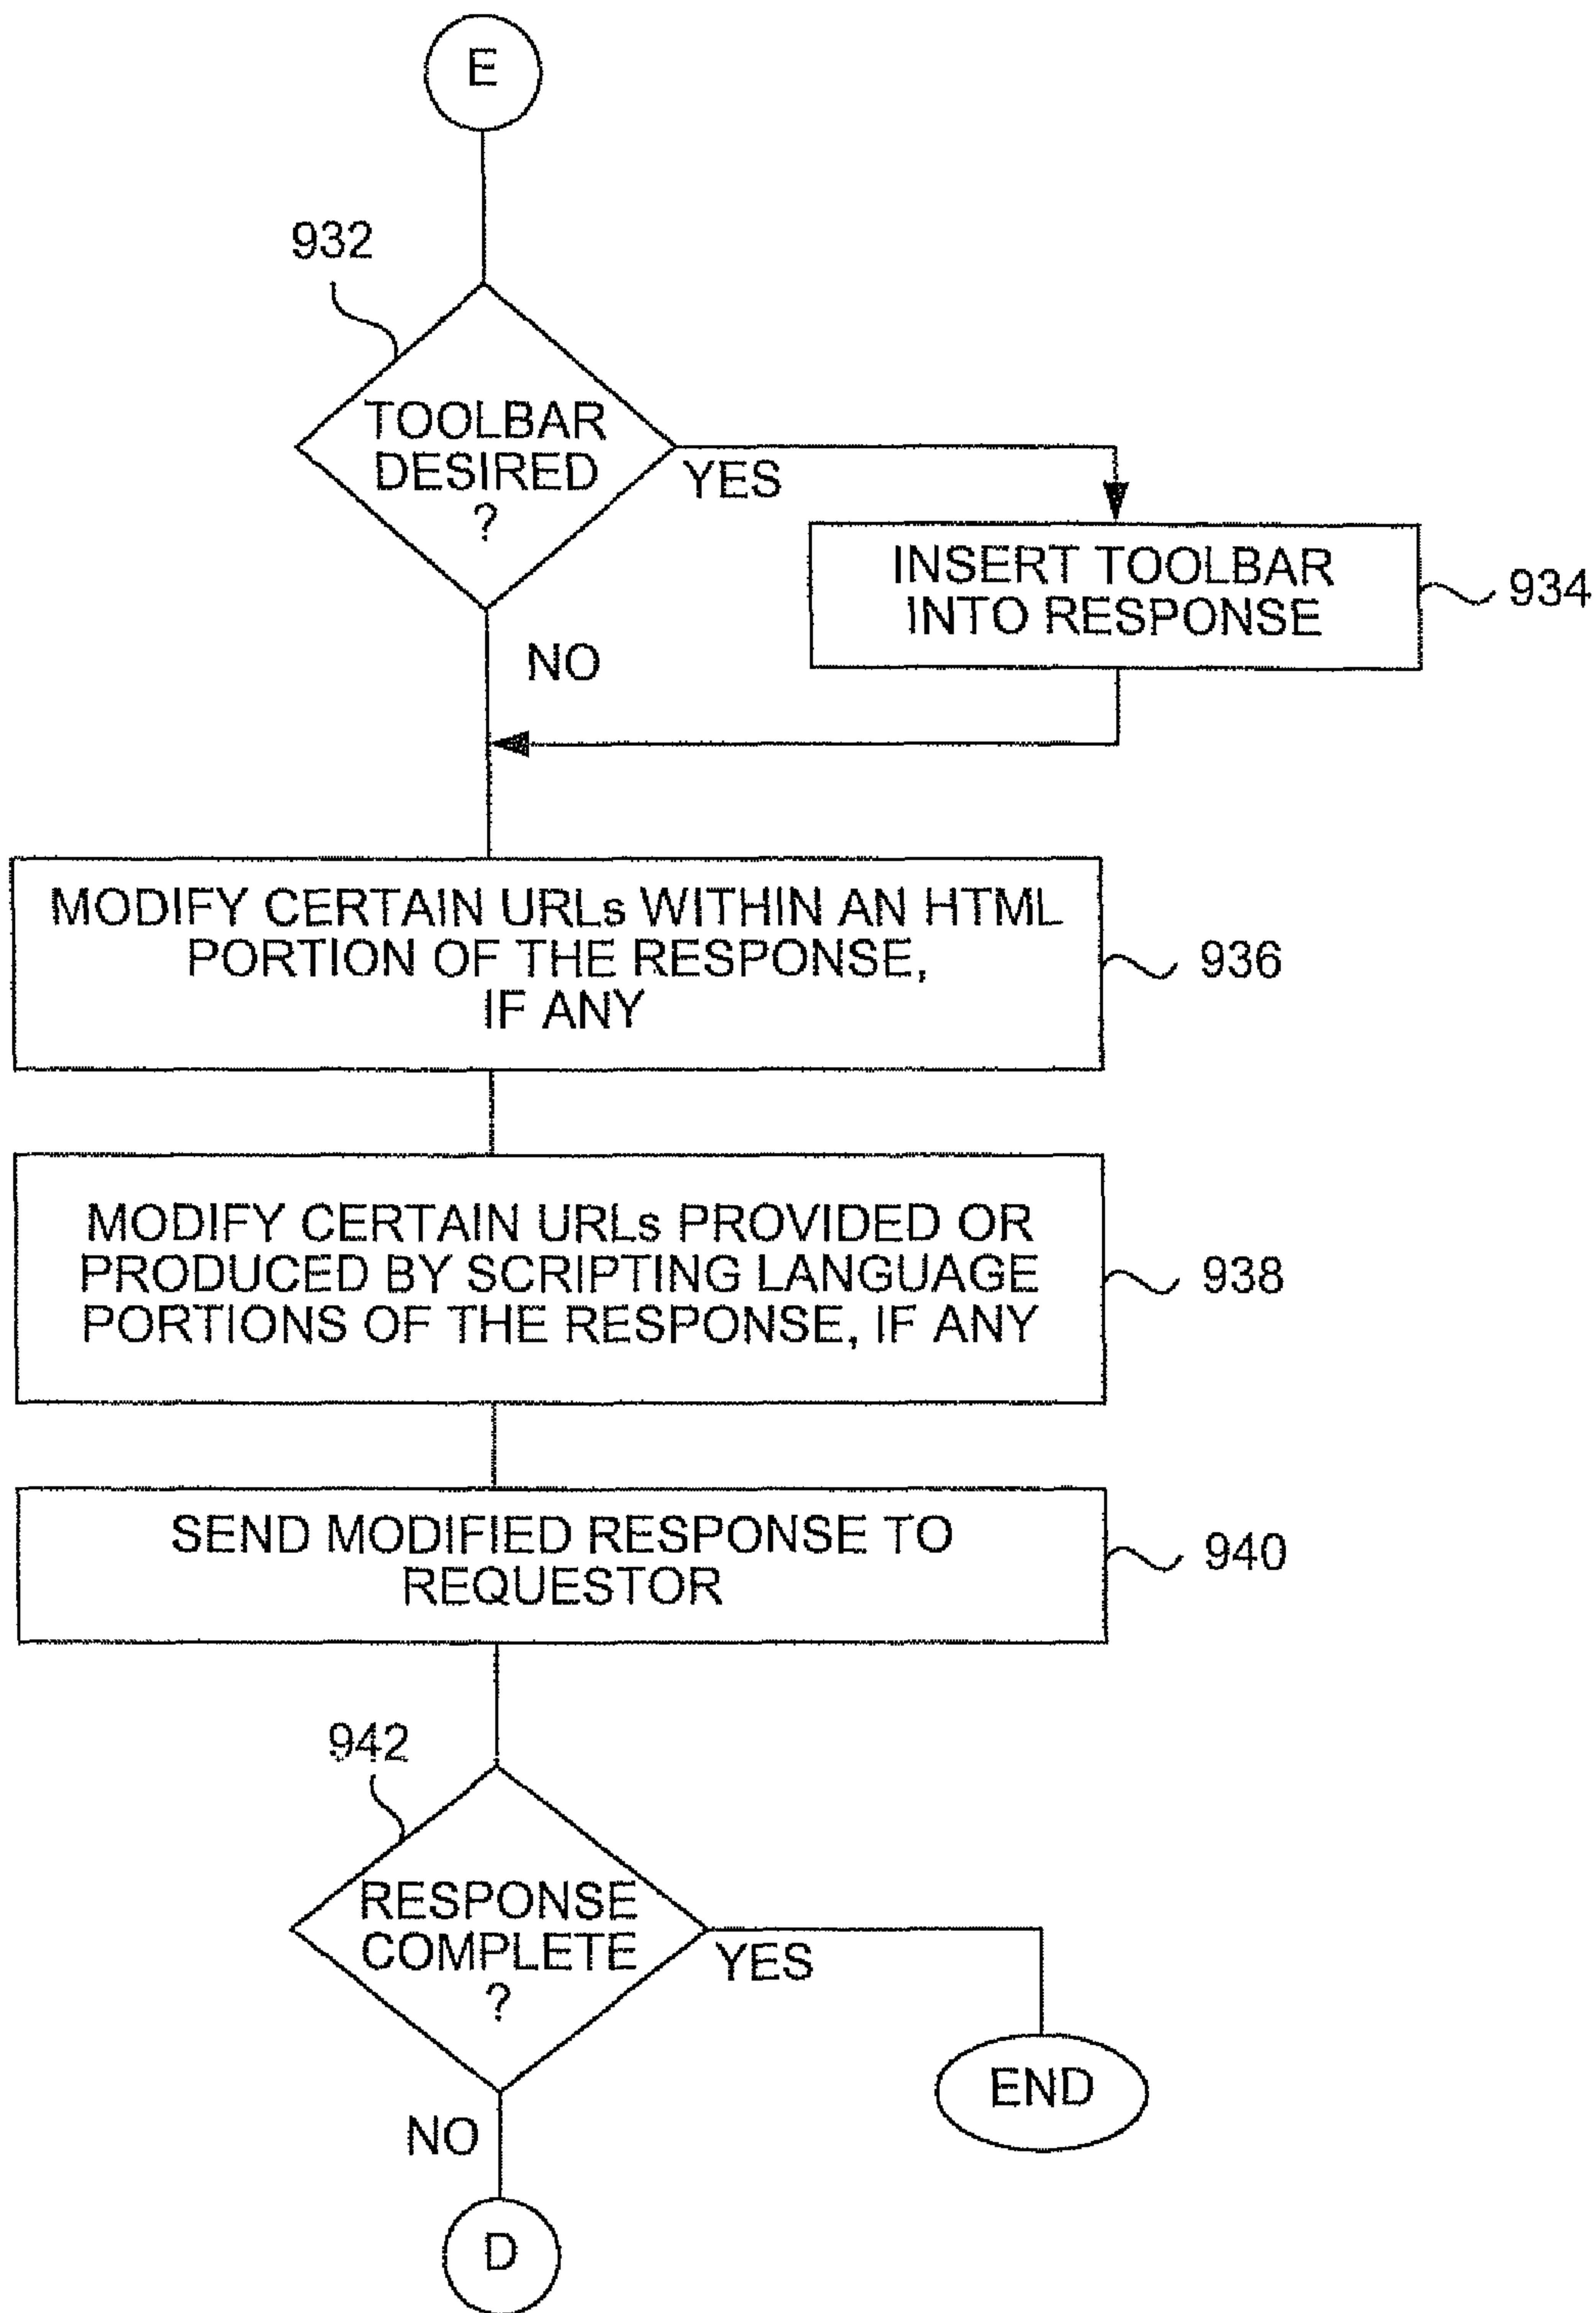 E
932
TOOLBAR
DESIRED
?
YES
INSERT TOOLBAR
INTO RESPONSE
934
NO
MODIFY CERTAIN URLs WITHIN AN HTML
PORTION OF THE RESPONSE,
IF ANY
936
MODIFY CERTAIN URLs PROVIDED OR
PRODUCED BY SCRIPTING LANGUAGE
PORTIONS OF THE RESPONSE, IF ANY
938
SEND MODIFIED RESPONSE TO
REQUESTOR
940
942
RESPONSE
COMPLETE
?
YES
END
NO
D